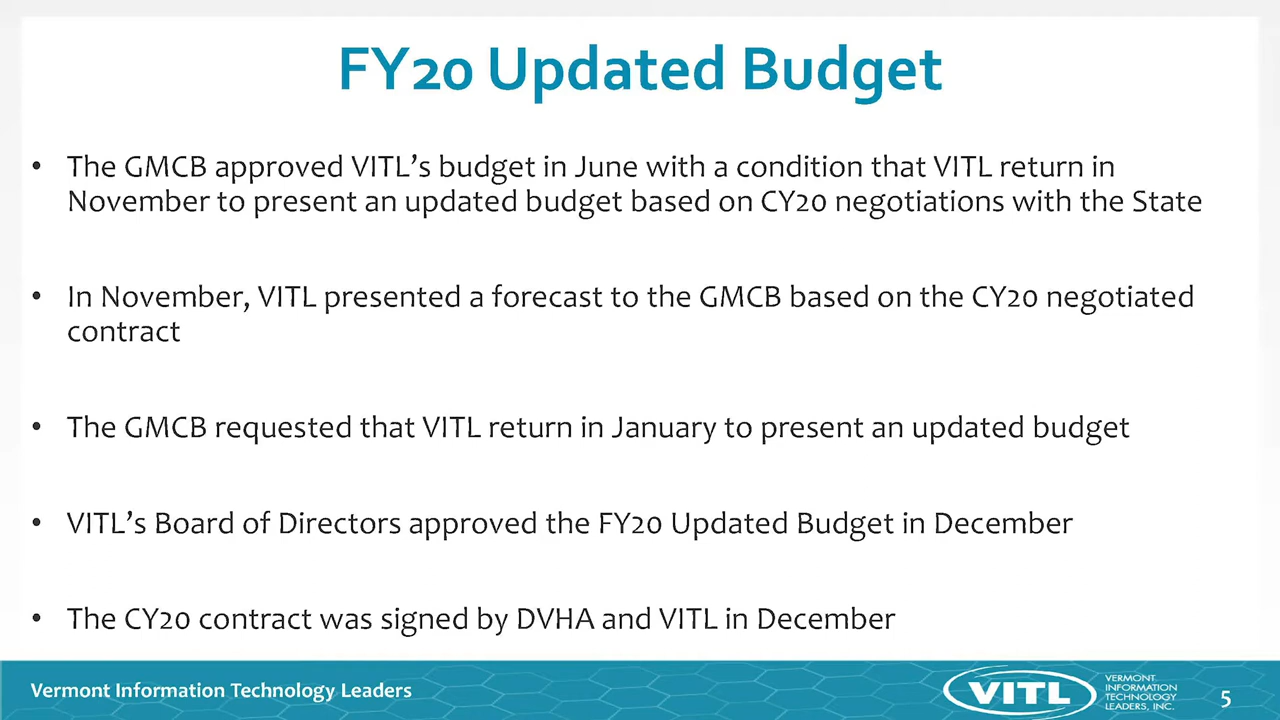 FY20 Updated Budget
• The GMCB approved VITL’s budget in June with a condition that VITL return in
November to present an updated budget based on CY20 negotiations with the State
• In November, VITL presented a forecast to the GMCB based on the CY20 negotiated
contract
• The GMCB requested that VITL return in January to present an updated budget
• VITL’s Board of Directors approved the FY20 Updated Budget in December
• The CY20 contract was signed by DVHA and VITL in December
Vermont Information Technology Leaders
VITL
VERMONT
INFORMATION
TECHNOLOGY
LEADERS, INC.
5